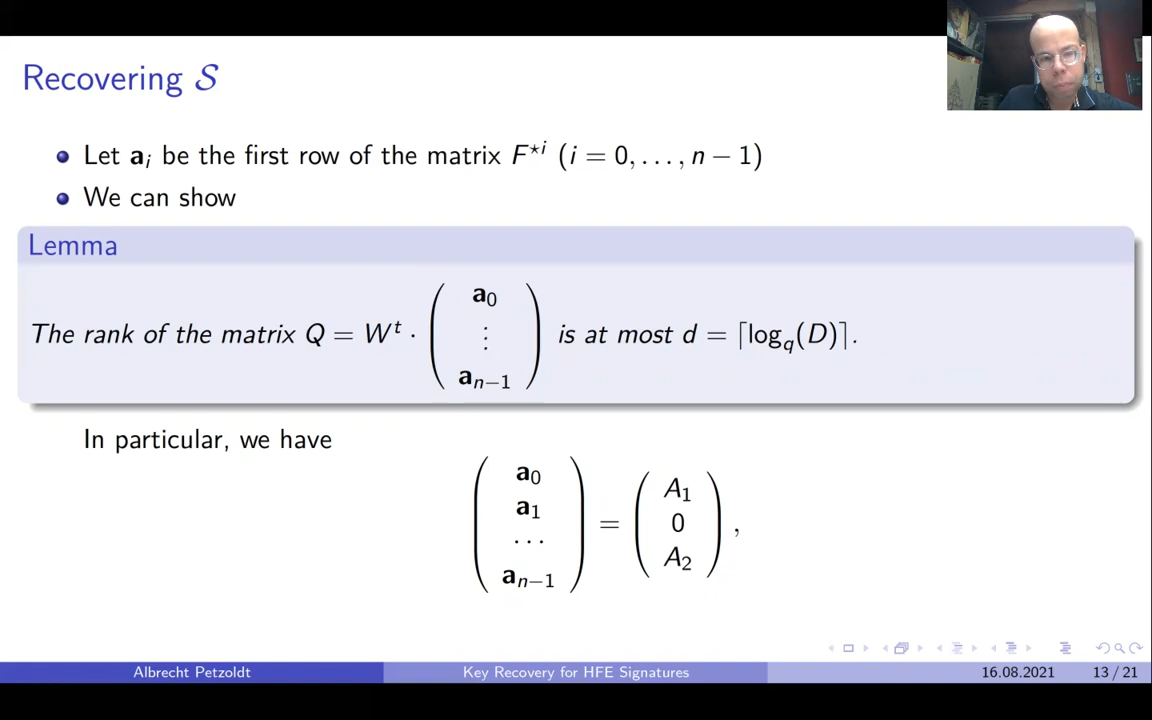 Recovering 𝒮
Let a_i be the first row of the matrix F^{⋆i} (i = 0, . . . , n − 1)
We can show
Lemma
The rank of the matrix Q = W^t · ( a_0 ⋮ a_{n−1} ) is at most d = ⌈log_q(D)⌉.
In particular, we have
( a_0 a_1 . . . a_{n−1} ) = ( A_1 0 A_2 ) ,
Albrecht Petzoldt Key Recovery for HFE Signatures 16.08.2021 13 / 21